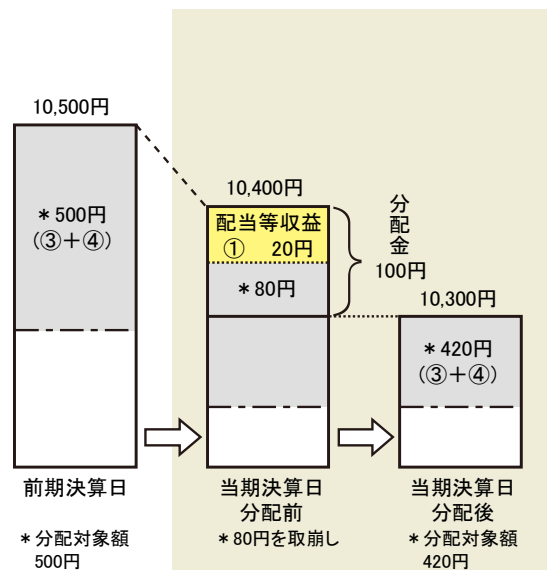 10,500円
＊500円
(③＋④)
前期決算日
＊分配対象額
500円
10,400円
配当等収益
① 20円
＊80円
分配金
100円
当期決算日
分配前
＊80円を取崩し
10,300円
＊420円
(③＋④)
当期決算日
分配後
＊分配対象額
420円